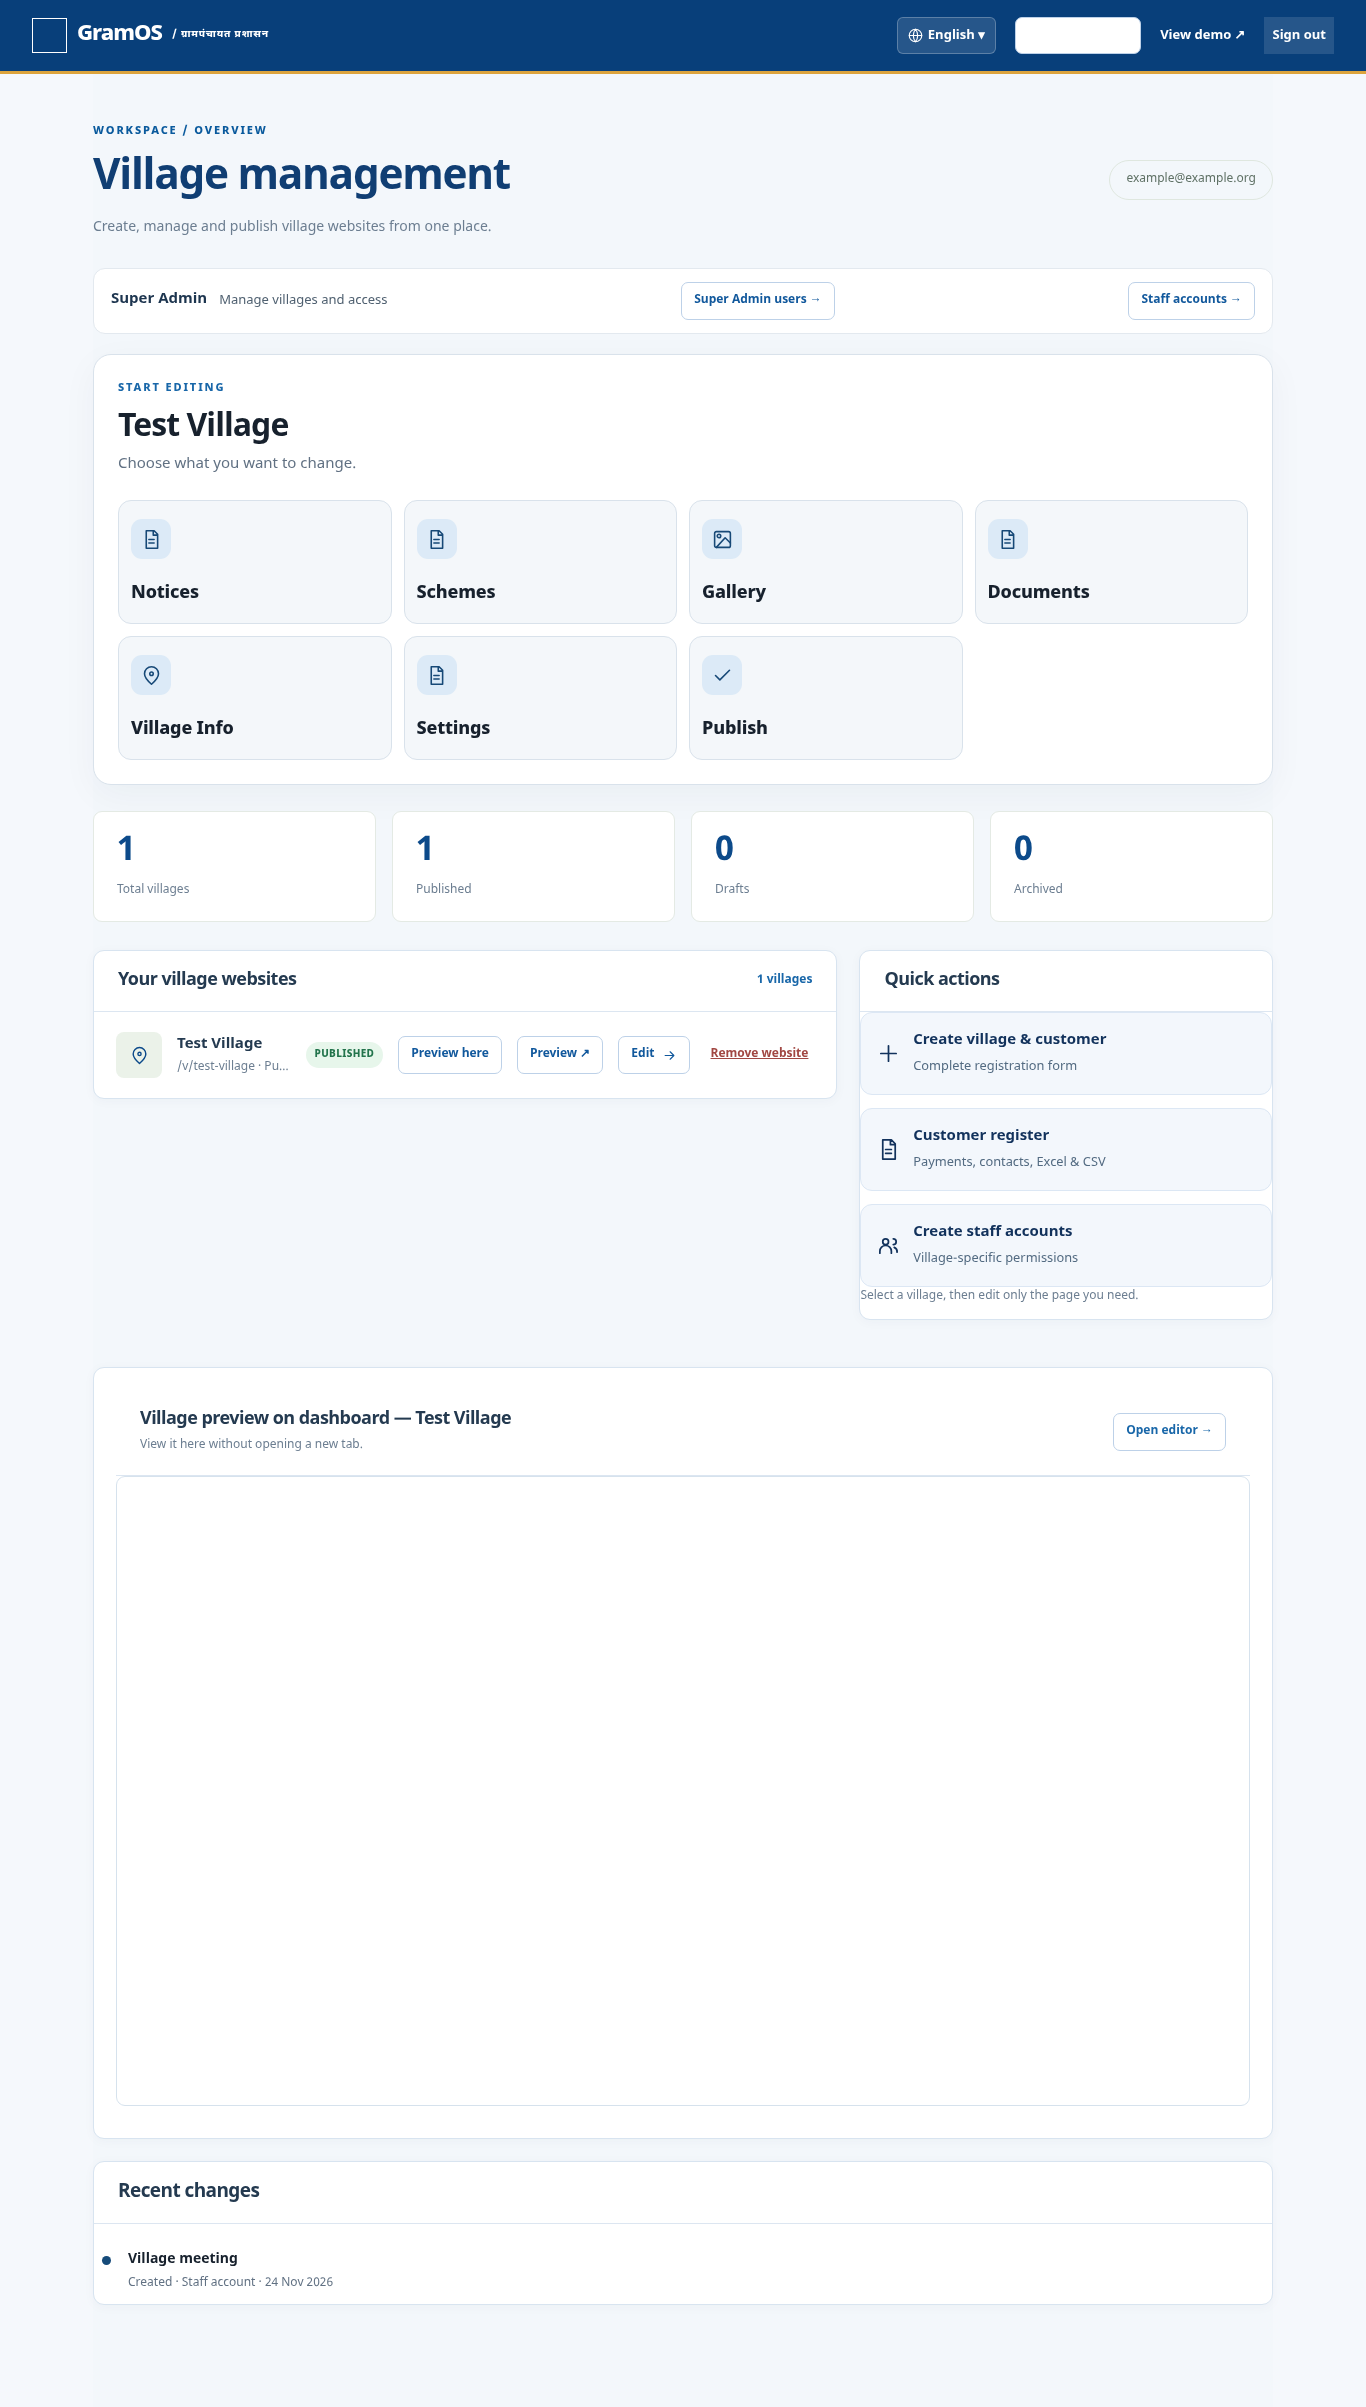 GramOS / ग्रामपंचायत प्रशासन
English ▾
View demo ↗
Sign out
WORKSPACE / OVERVIEW
Village management
example@example.org
Create, manage and publish village websites from one place.
Super Admin Manage villages and access
Super Admin users →
Staff accounts →
START EDITING
Test Village
Choose what you want to change.
Notices
Schemes
Gallery
Documents
Village Info
Settings
Publish
1
Total villages
1
Published
0
Drafts
0
Archived
Your village websites
1 villages
Test Village
/v/test-village · Pu...
PUBLISHED
Preview here
Preview ↗
Edit →
Remove website
Quick actions
Create village & customer
Complete registration form
Customer register
Payments, contacts, Excel & CSV
Create staff accounts
Village-specific permissions
Select a village, then edit only the page you need.
Village preview on dashboard — Test Village
View it here without opening a new tab.
Open editor →
Recent changes
Village meeting
Created · Staff account · 24 Nov 2026